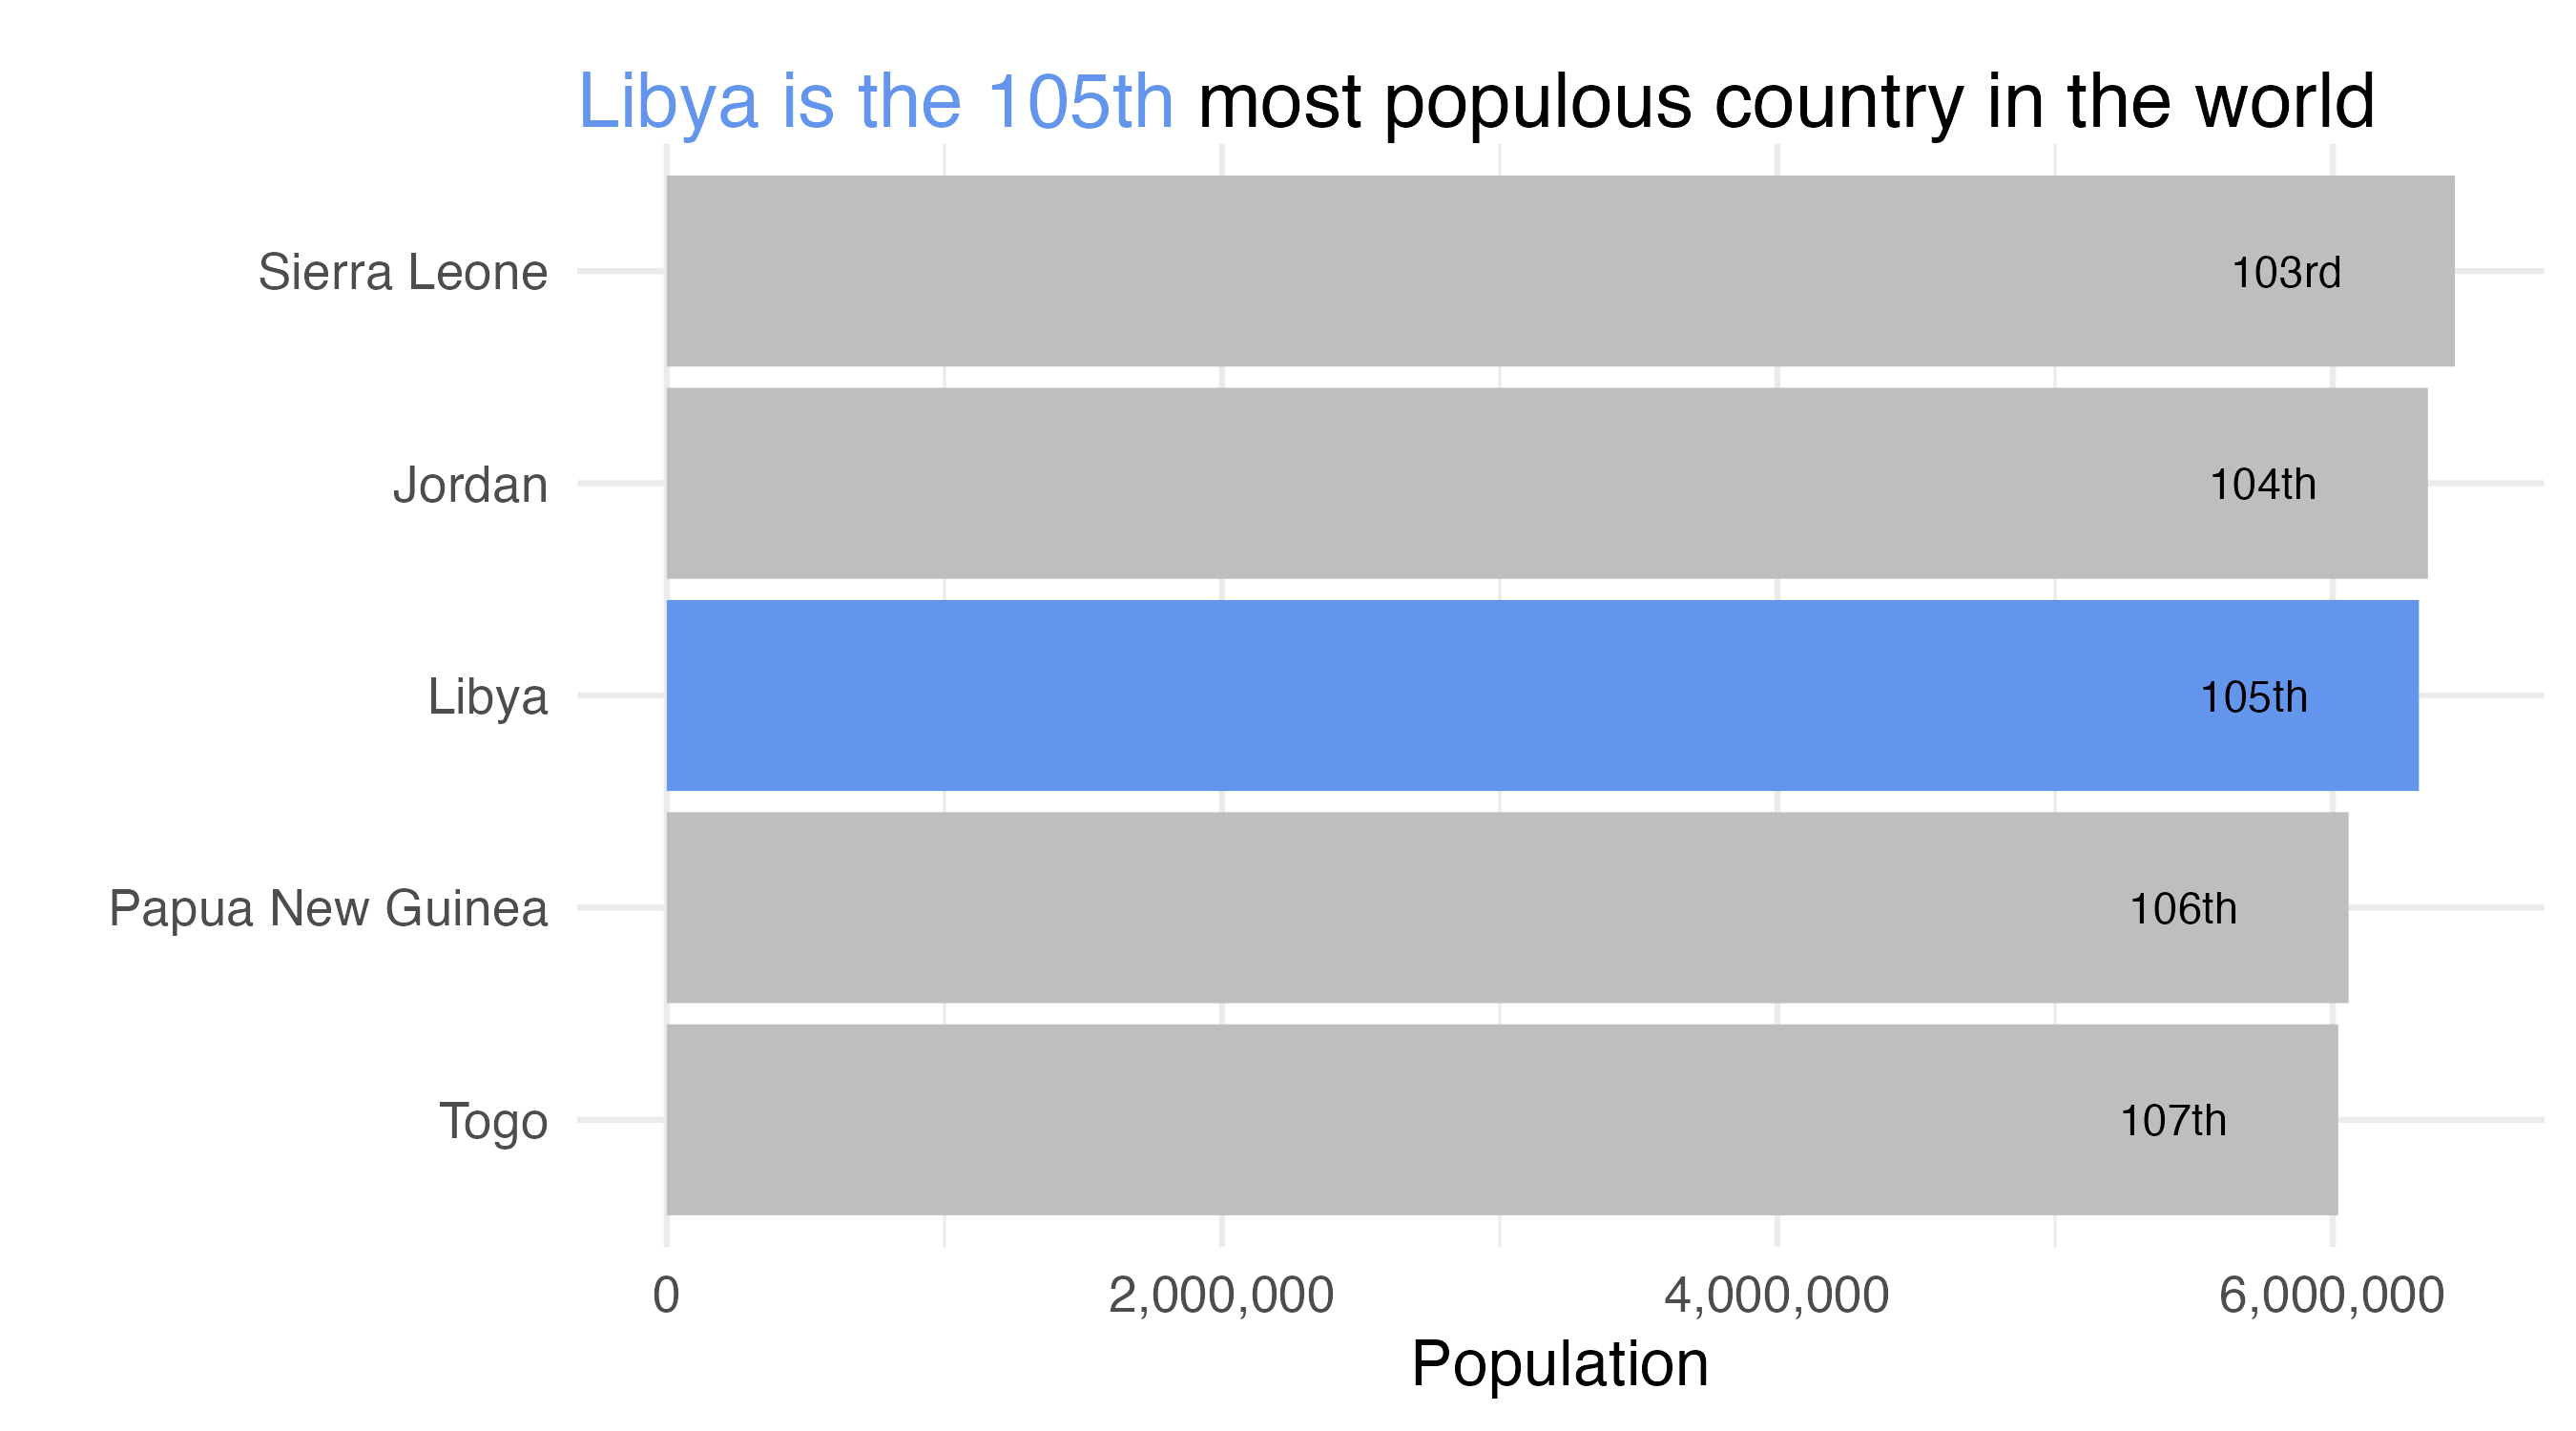 Libya is the 105th most populous country in the world
Sierra Leone
103rd
Jordan
104th
Libya
105th
Papua New Guinea
106th
Togo
107th
0
2,000,000
4,000,000
6,000,000
Population